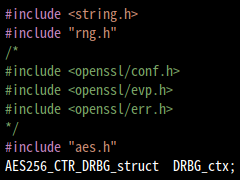 #include <string.h>
#include "rng.h"
/*
#include <openssl/conf.h>
#include <openssl/evp.h>
#include <openssl/err.h>
*/
#include "aes.h"
AES256_CTR_DRBG_struct  DRBG_ctx;